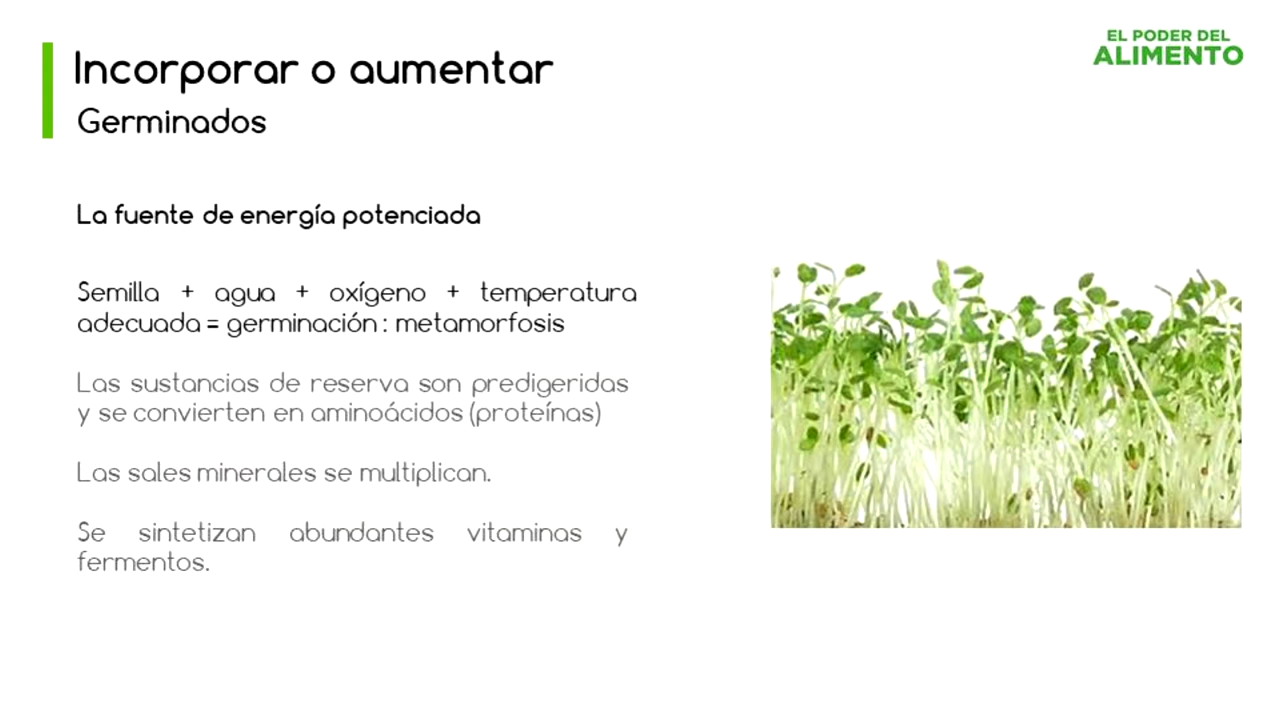 Incorporar o aumentar
Germinados
EL PODER DEL
ALIMENTO
La fuente de energía potenciada
Semilla + agua + oxígeno + temperatura
adecuada = germinación : metamorfosis
Las sustancias de reserva son predigeridas
y se convierten en aminoácidos (proteínas)
Las sales minerales se multiplican.
Se sintetizan abundantes vitaminas y
fermentos.